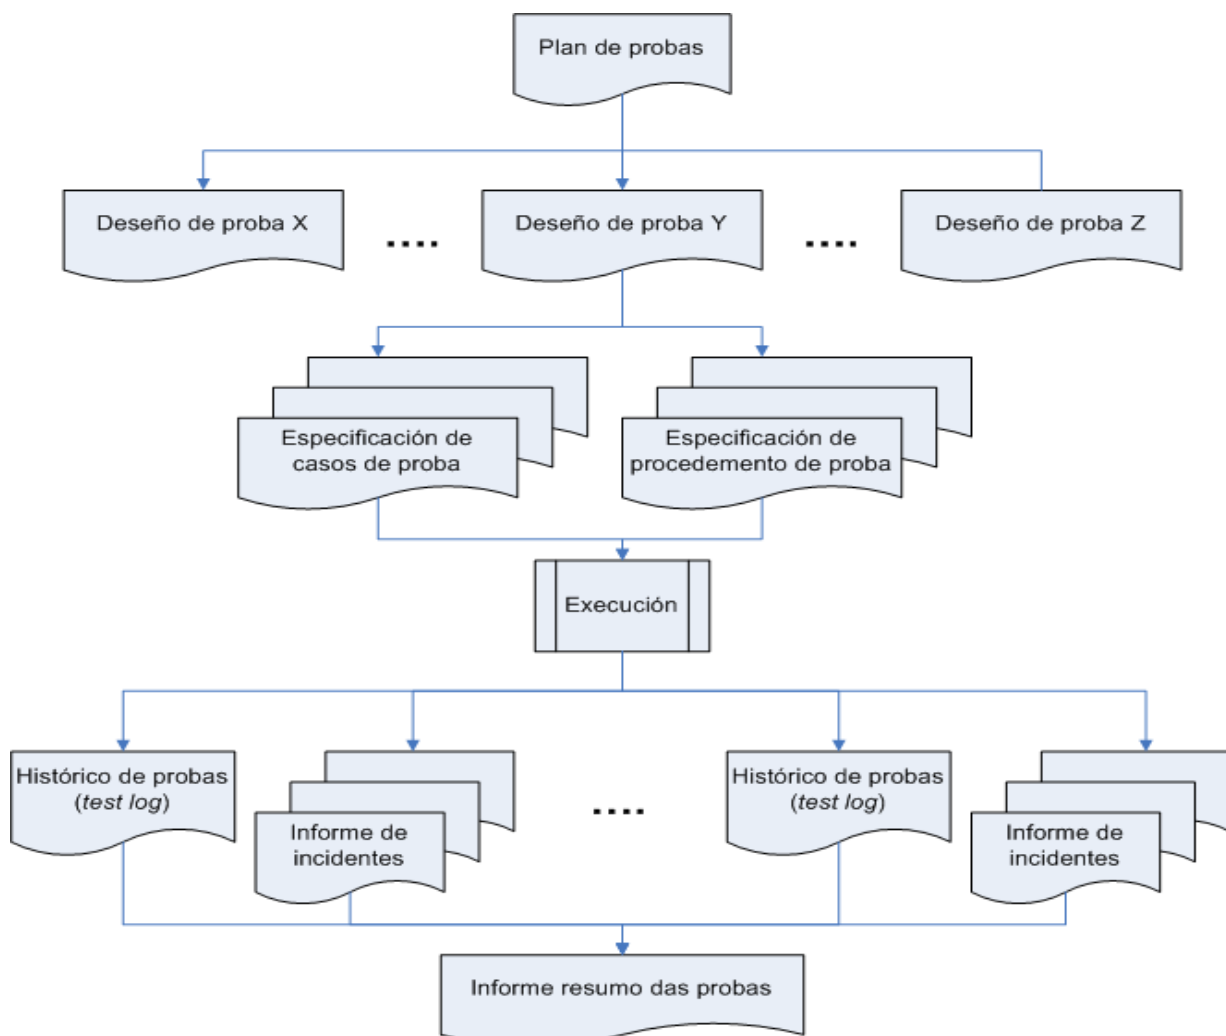 Plan de probas
Deseño de proba X
....
Deseño de proba Y
....
Deseño de proba Z
Especificación de
casos de proba
Especificación de
procedemento de proba
Execución
Histórico de probas
(test log)
Informe de
incidentes
....
Histórico de probas
(test log)
Informe de
incidentes
Informe resumo das probas